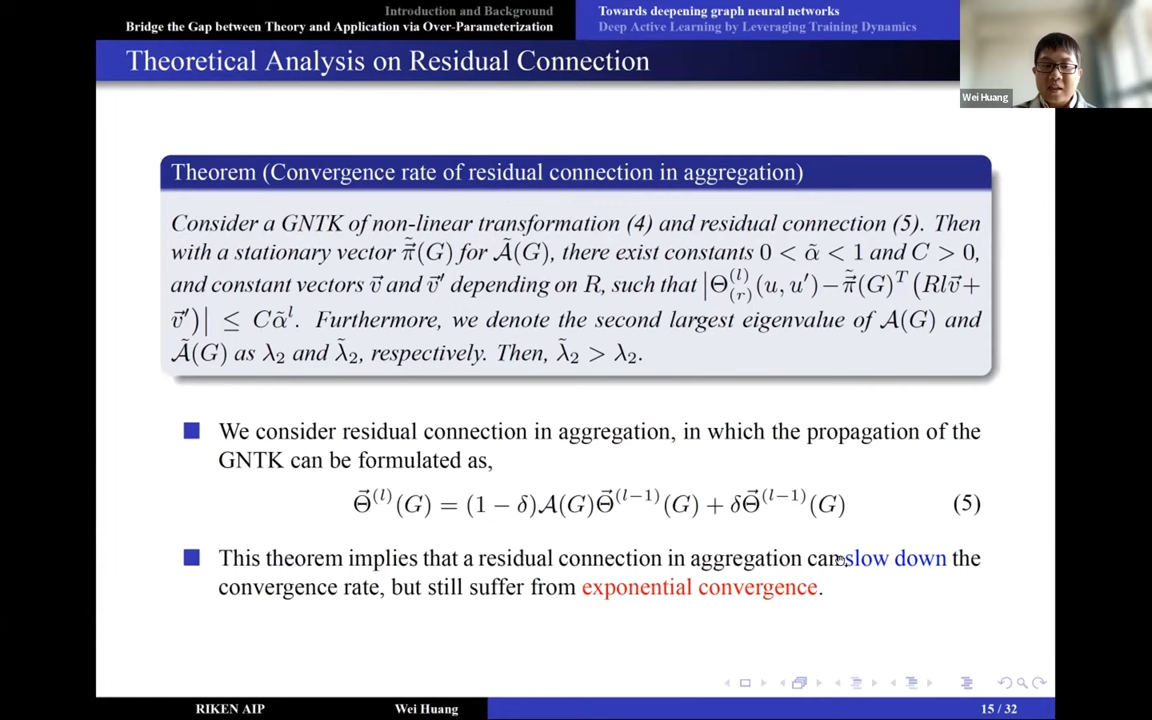 Introduction and Background
Bridge the Gap between Theory and Application via Over-Parameterization
Towards deepening graph neural networks
Deep Active Learning by Leveraging Training Dynamics
Theoretical Analysis on Residual Connection
Wei Huang
Theorem (Convergence rate of residual connection in aggregation)
Consider a GNTK of non-linear transformation (4) and residual connection (5). Then
with a stationary vector π̃⃗(G) for Ã(G), there exist constants 0 < α̃ < 1 and C > 0,
and constant vectors v⃗ and v⃗′ depending on R, such that |Θ₍ᵣ₎⁽ˡ⁾(u, u′) − π̃⃗(G)ᵀ(Rlv⃗+
v⃗′)| ≤ Cα̃ˡ. Furthermore, we denote the second largest eigenvalue of A(G) and
Ã(G) as λ₂ and λ̃₂, respectively. Then, λ̃₂ > λ₂.
We consider residual connection in aggregation, in which the propagation of the
GNTK can be formulated as,
Θ⃗⁽ˡ⁾(G) = (1 − δ)A(G)Θ⃗⁽ˡ⁻¹⁾(G) + δΘ⃗⁽ˡ⁻¹⁾(G) (5)
This theorem implies that a residual connection in aggregation can slow down the
convergence rate, but still suffer from exponential convergence.
RIKEN AIP Wei Huang 15 / 32